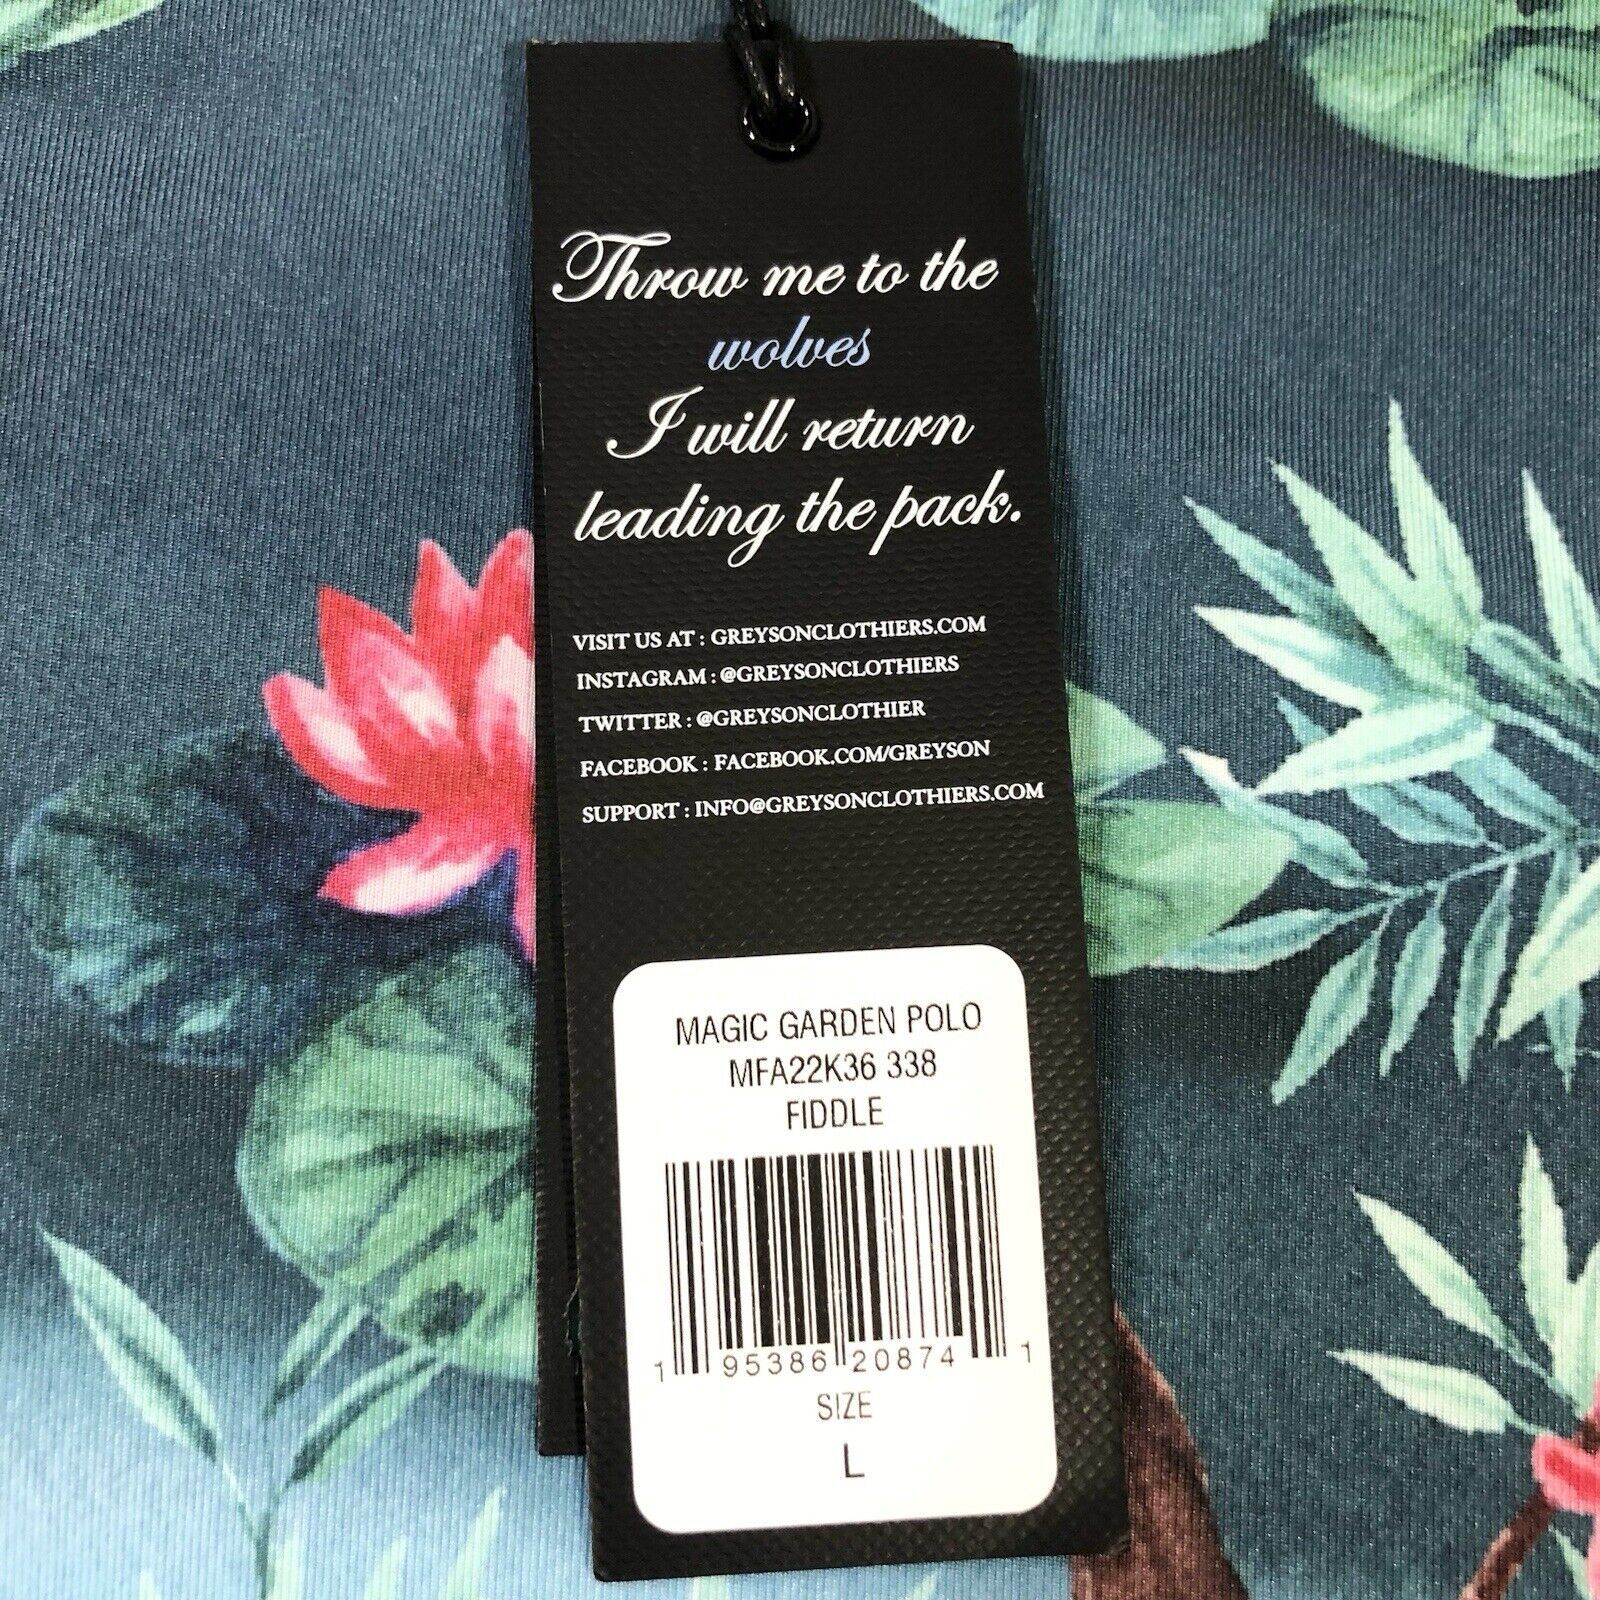 Throw me to the
wolves
I will return
leading the pack.
VISIT US AT : GREYSONCLOTHIERS.COM
INSTAGRAM : @GREYSONCLOTHIERS
TWITTER : @GREYSONCLOTHIER
FACEBOOK : FACEBOOK.COM/GREYSON
SUPPORT : INFO@GREYSONCLOTHIERS.COM
MAGIC GARDEN POLO
MFA22K36 338
FIDDLE
1 95386 20874 1
SIZE
L